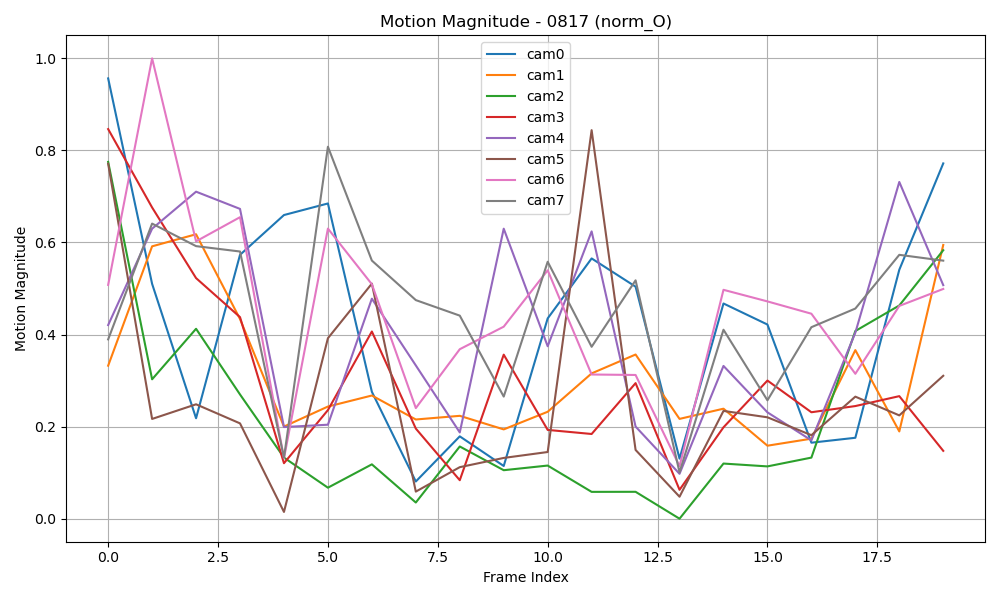 Motion Magnitude - 0817 (norm_O)
cam0
cam1
cam2
cam3
cam4
cam5
cam6
cam7
Motion Magnitude
1.0
0.8
0.6
0.4
0.2
0.0
0.0 2.5 5.0 7.5 10.0 12.5 15.0 17.5
Frame Index